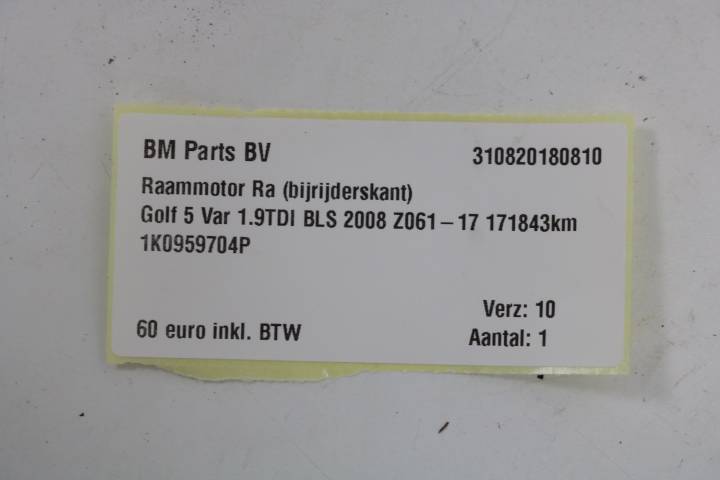 BM Parts BV 310820180810
Raammotor Ra (bijrijderskant)
Golf 5 Var 1.9TDI BLS 2008 Z061-17 171843km
1K0959704P
Verz: 10
60 euro inkl. BTW Aantal: 1